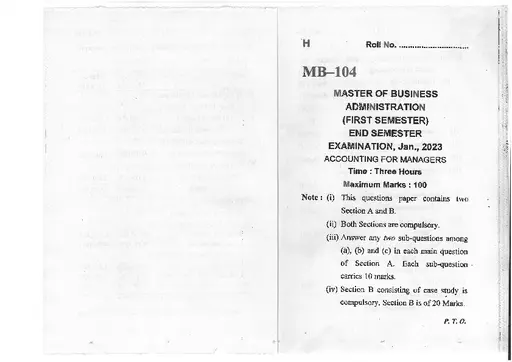 H Roll No. ..............................
MB–104
MASTER OF BUSINESS
ADMINISTRATION
(FIRST SEMESTER)
END SEMESTER
EXAMINATION, Jan., 2023
ACCOUNTING FOR MANAGERS
Time : Three Hours
Maximum Marks : 100
Note : (i) This questions paper contains two
Section A and B.
(ii) Both Sections are compulsory.
(iii) Answer any two sub-questions among
(a), (b) and (c) in each main question
of Section A. Each sub-question
carries 10 marks.
(iv) Section B consisting of case study is
compulsory. Section B is of 20 Marks.
P. T. O.